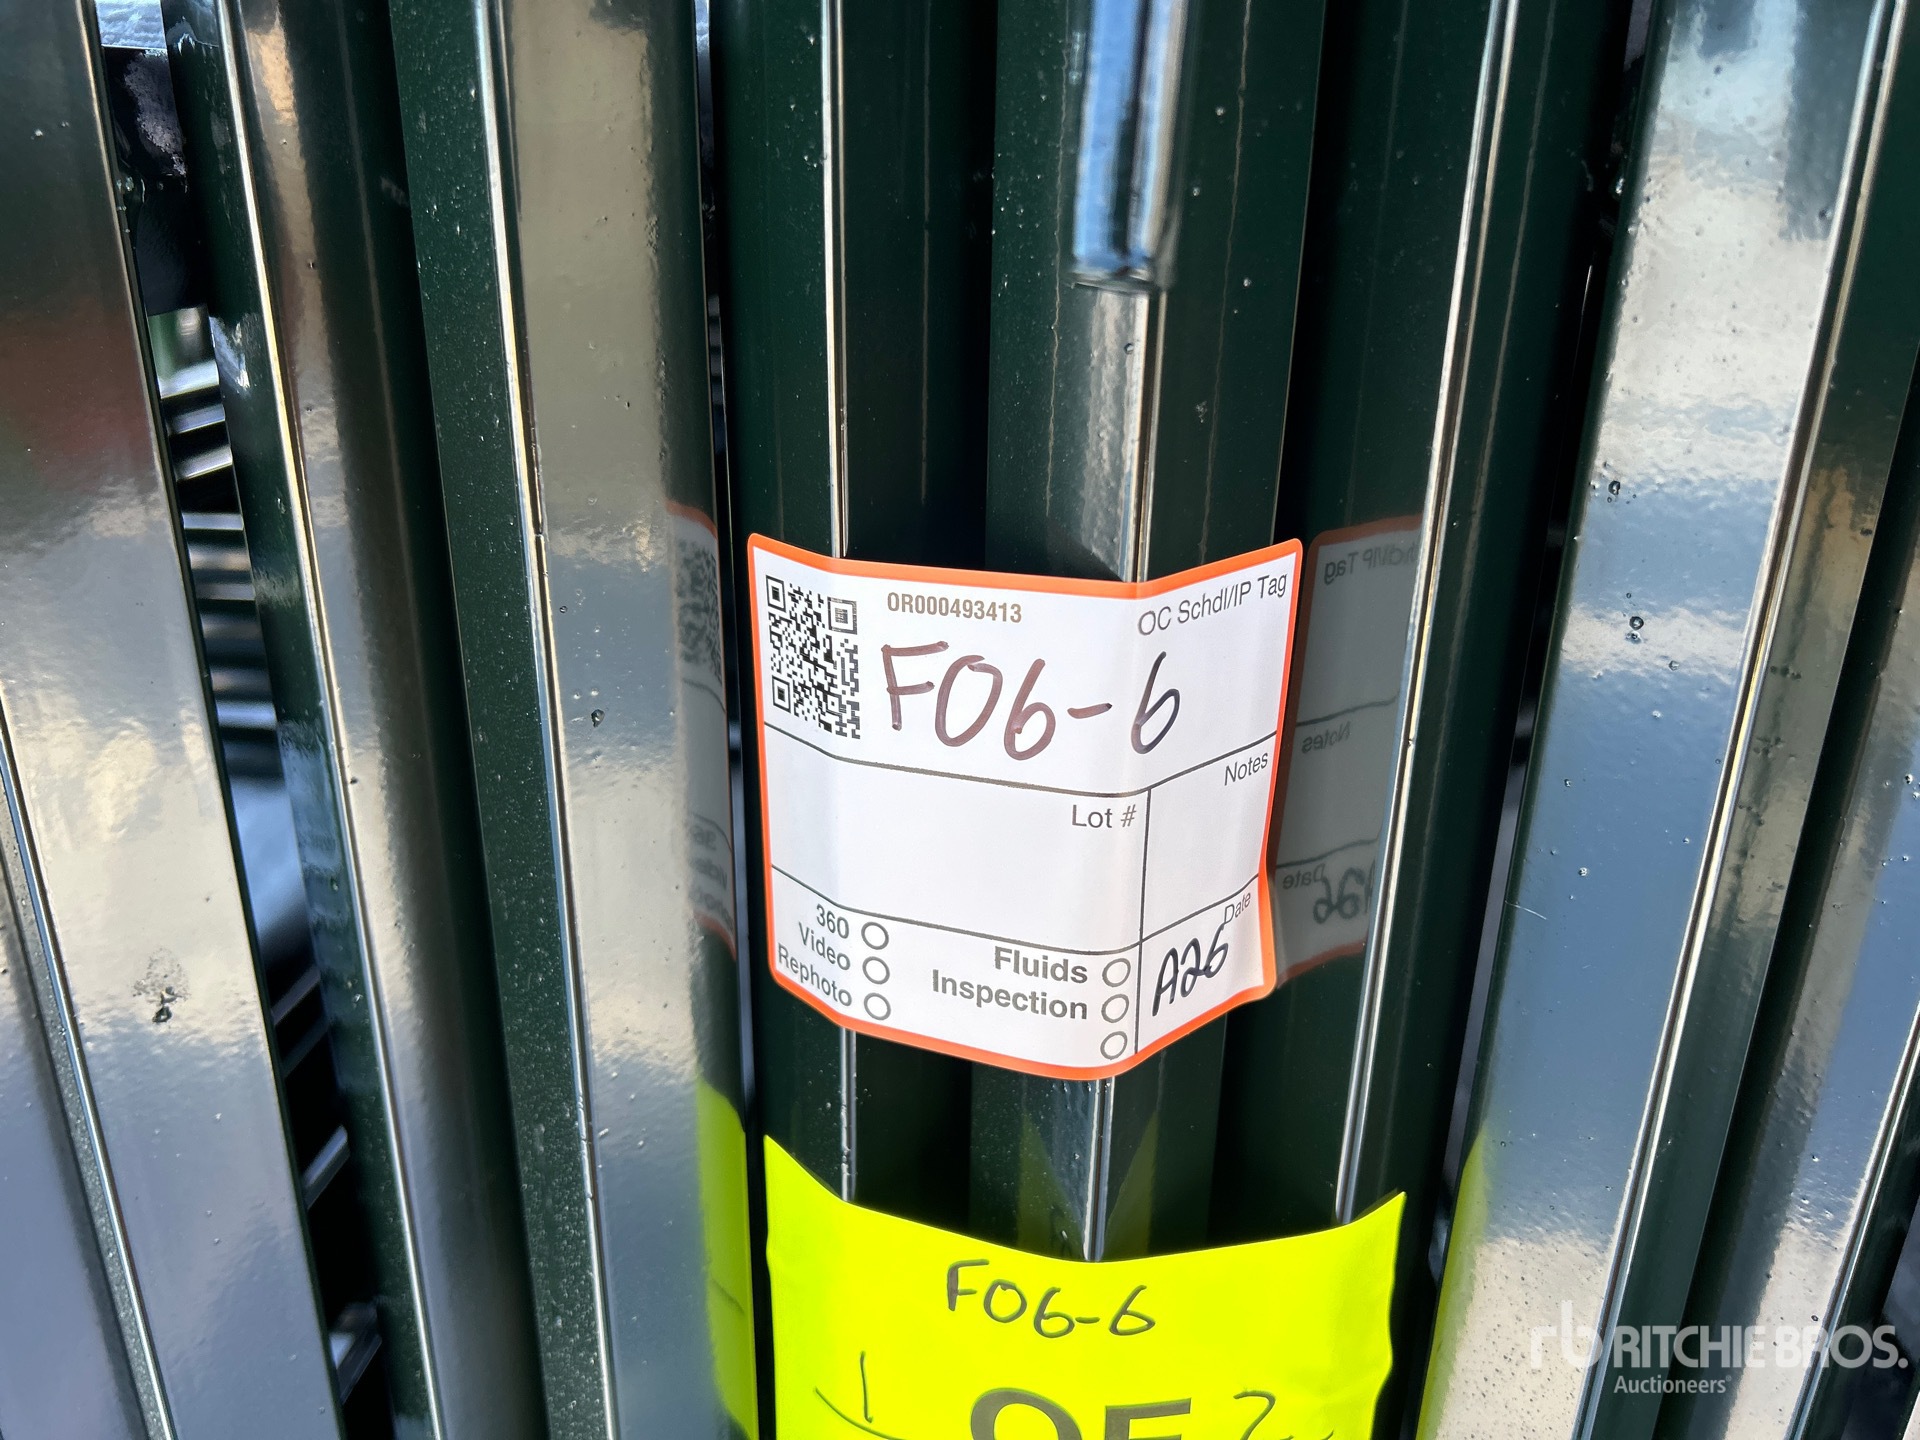 OR000493413
OC Schdl/IP Tag
F06-6
Notes
Lot #
Date
A26
360
Video
Rephoto
Fluids
Inspection
F06-6
1 OF 2
rb RITCHIE BROS.
Auctioneers